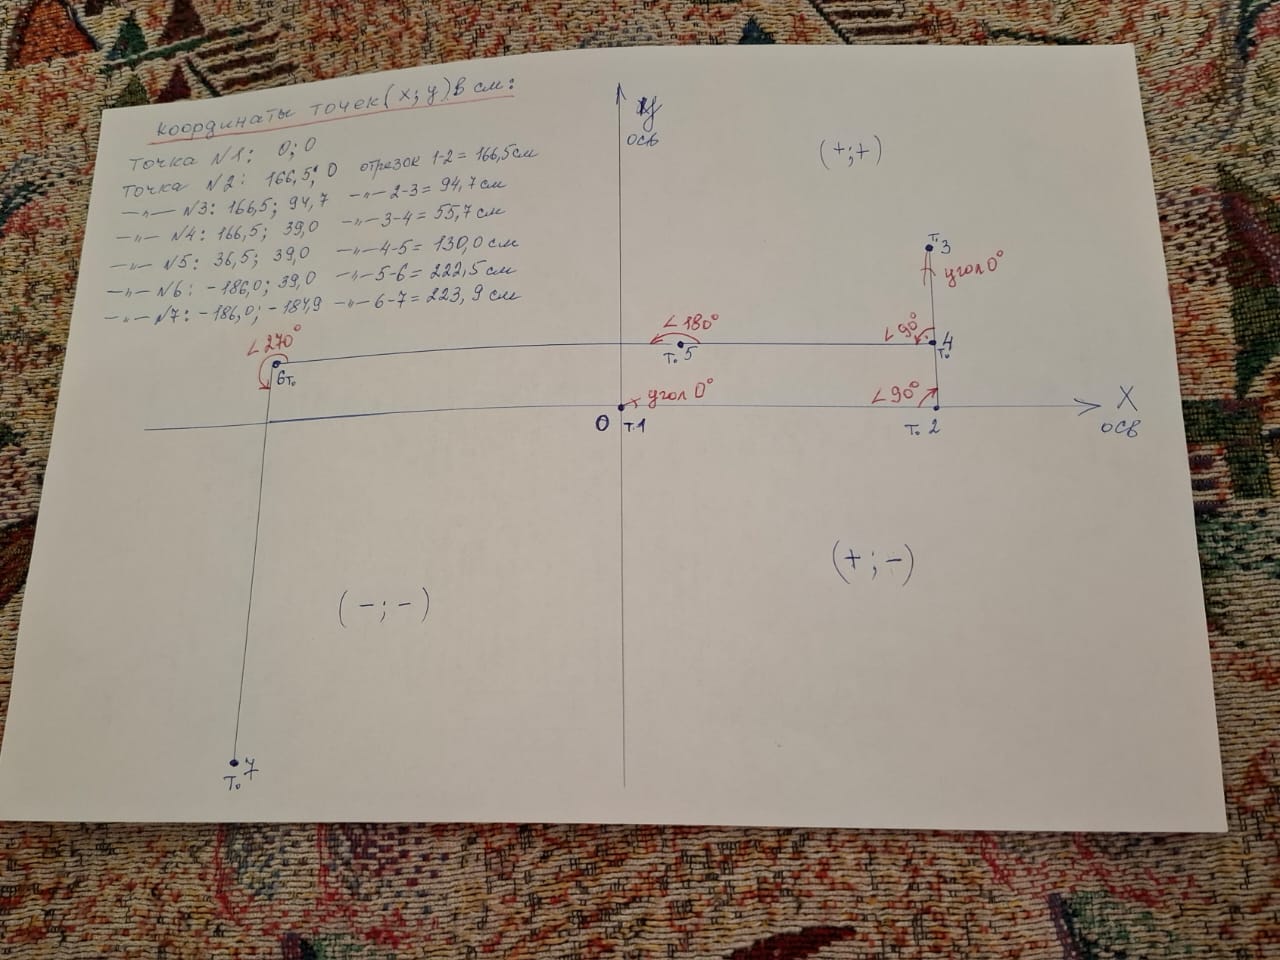 Координаты точек (x; y) в см:
Точка №1: 0; 0
Точка №2: 166,5; 0 отрезок 1-2 = 166,5 см
—„— №3: 166,5; 94,7 —„— 2-3 = 94,7 см
—„— №4: 166,5; 39,0 —„— 3-4 = 55,7 см
—„— №5: 36,5; 39,0 —„— 4-5 = 130,0 см
—„— №6: -186,0; 39,0 —„— 5-6 = 222,5 см
—„— №7: -186,0; -184,9 —„— 6-7 = 223,9 см
у
ось
(+;+)
т.3
угол 0°
∠270°
∠180°
∠90°
6т.
т.5
4
т.
угол 0°
∠90°
X
ось
0 т.1
т.2
(+;-)
(-;-)
т.7